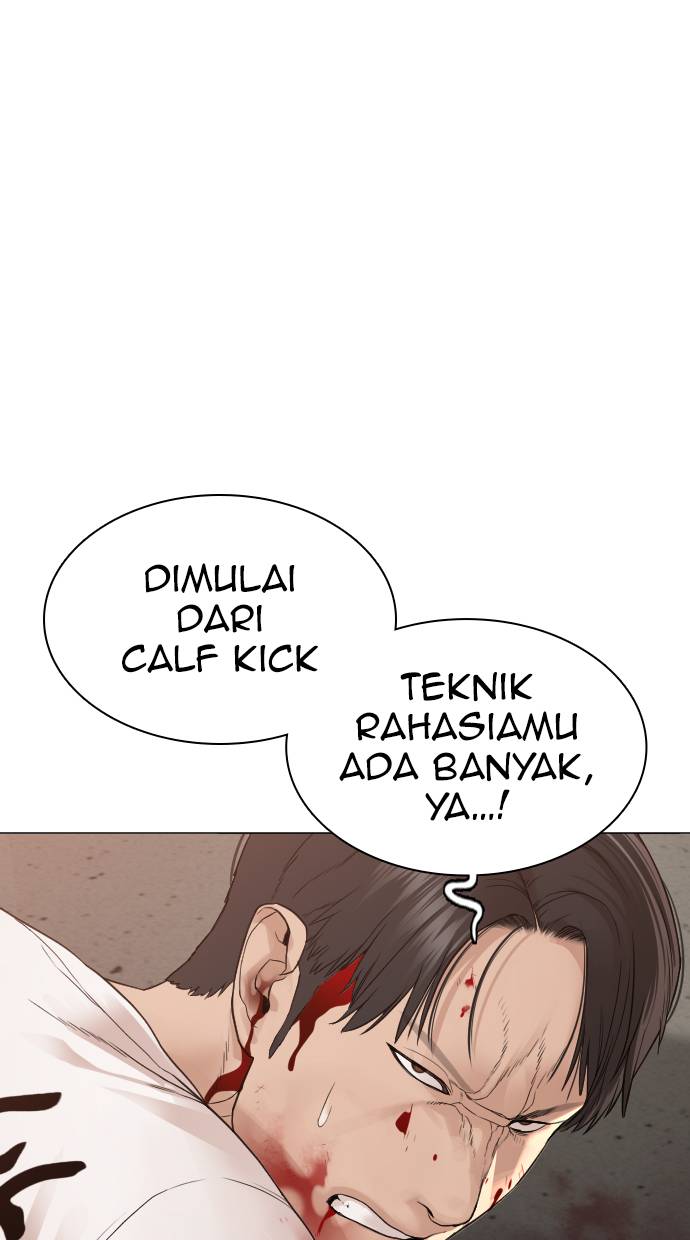 DIMULAI
DARI
CALF KICK
TEKNIK
RAHASIAMU
ADA BANYAK,
YA...!